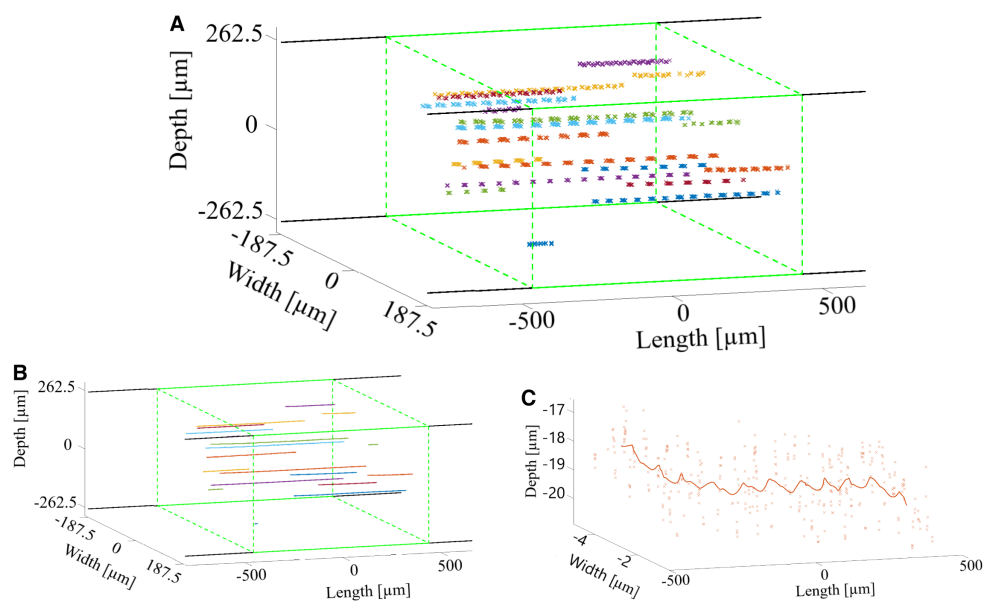 A
262.5
0
-262.5
Depth [µm]
-187.5
0
187.5
Width [µm]
-500
0
500
Length [µm]
B
262.5
0
-262.5
Depth [µm]
-187.5
0
187.5
Width [µm]
-500
0
500
Length [µm]
C
-17
-18
-19
-20
Depth [µm]
-4
-2
Width [µm]
-500
0
500
Length [µm]